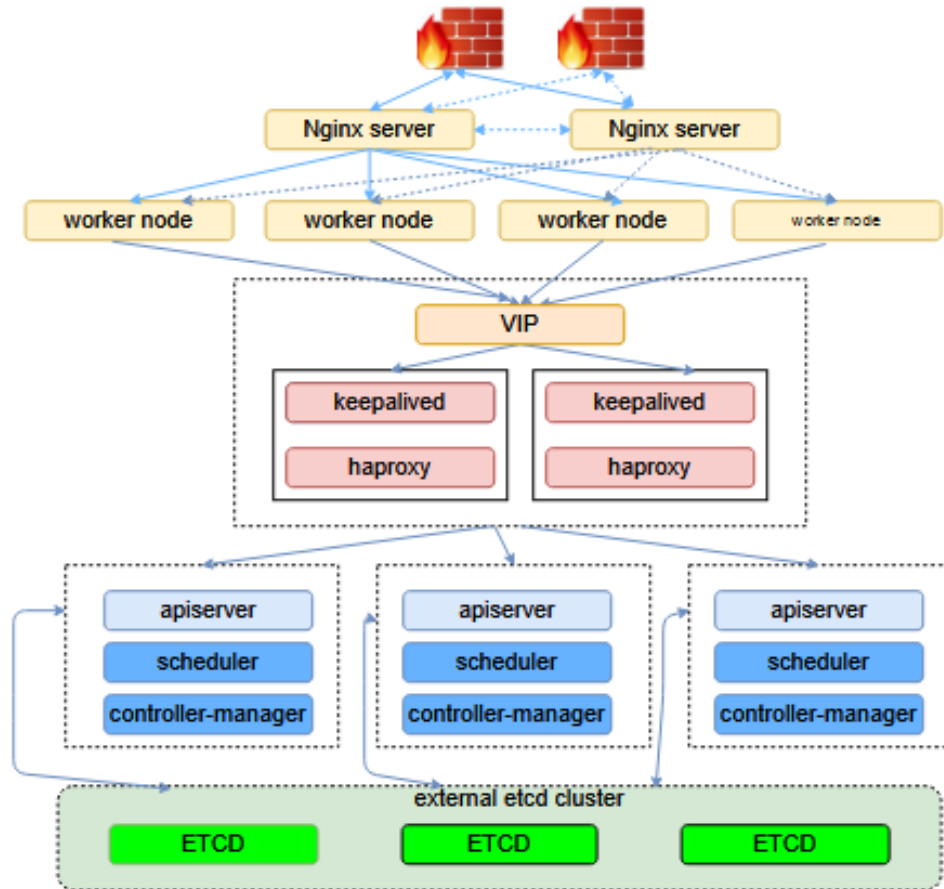 Nginx server
Nginx server
worker node
worker node
worker node
worker node
VIP
keepalived
keepalived
haproxy
haproxy
apiserver
apiserver
apiserver
scheduler
scheduler
scheduler
controller-manager
controller-manager
controller-manager
external etcd cluster
ETCD
ETCD
ETCD